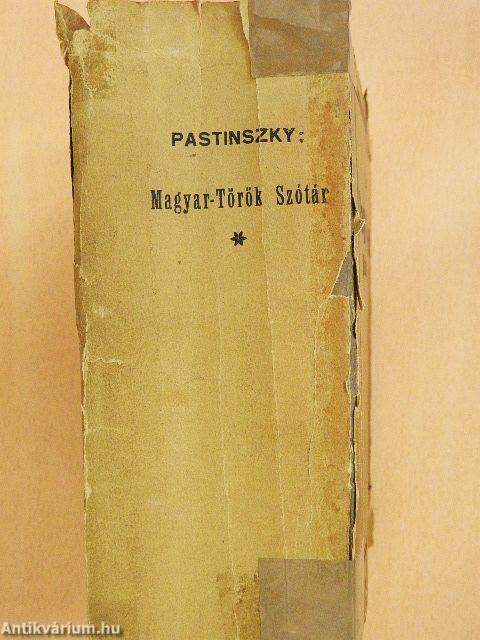 PASTINSZKY:
Magyar-Török Szótár
Antikvárium.hu